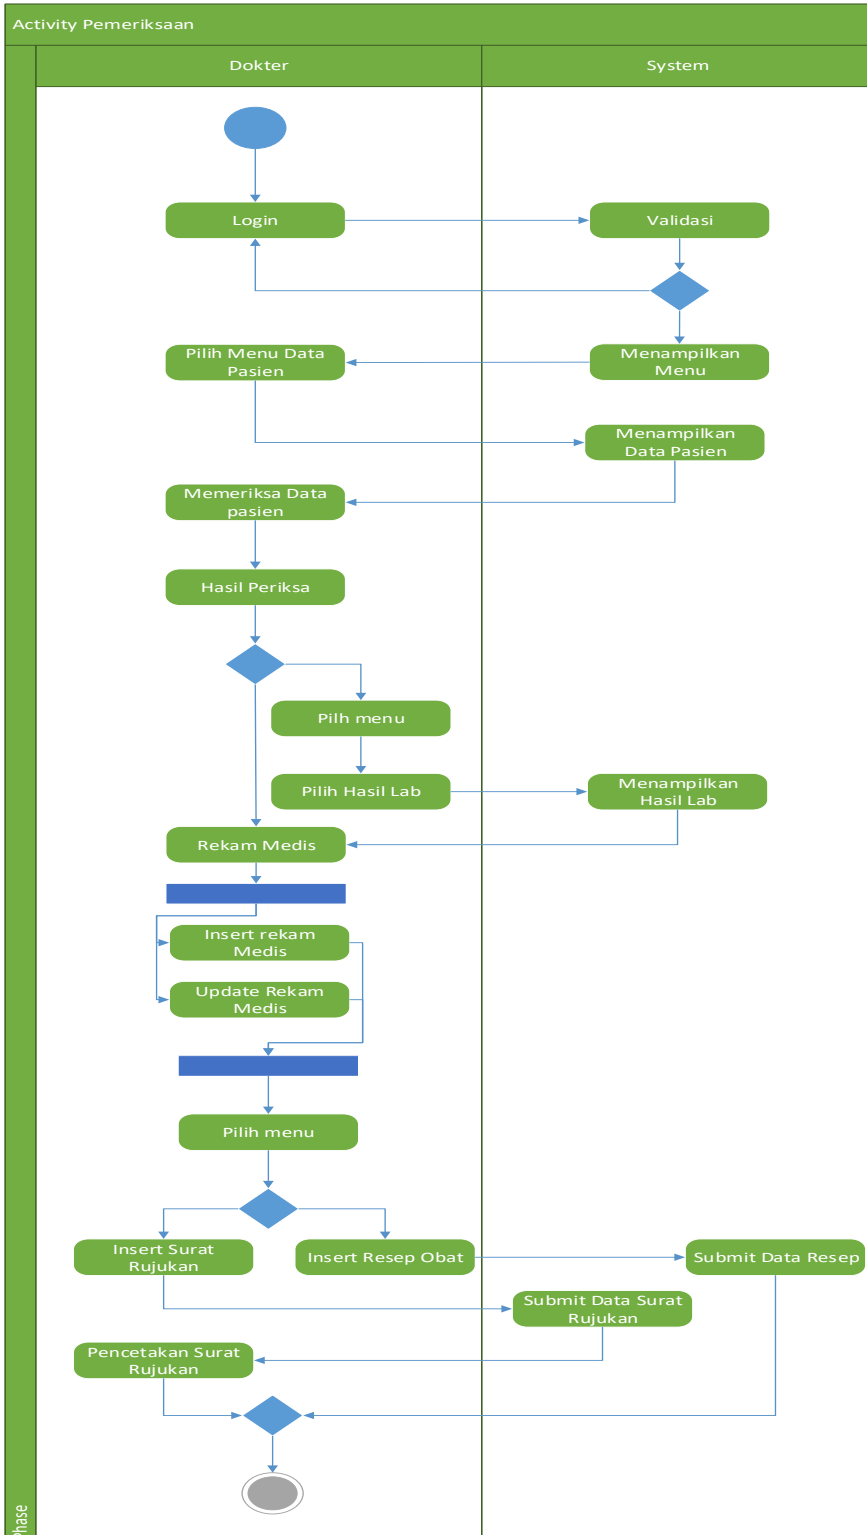 Activity Pemeriksaan
Dokter
System
Login
Validasi
Pilih Menu Data
Pasien
Menampilkan
Menu
Menampilkan
Data Pasien
Memeriksa Data
pasien
Hasil Periksa
Pilh menu
Pilih Hasil Lab
Menampilkan
Hasil Lab
Rekam Medis
Insert rekam
Medis
Update Rekam
Medis
Pilih menu
Insert Surat
Rujukan
Insert Resep Obat
Submit Data Resep
Submit Data Surat
Rujukan
Pencetakan Surat
Rujukan
Phase